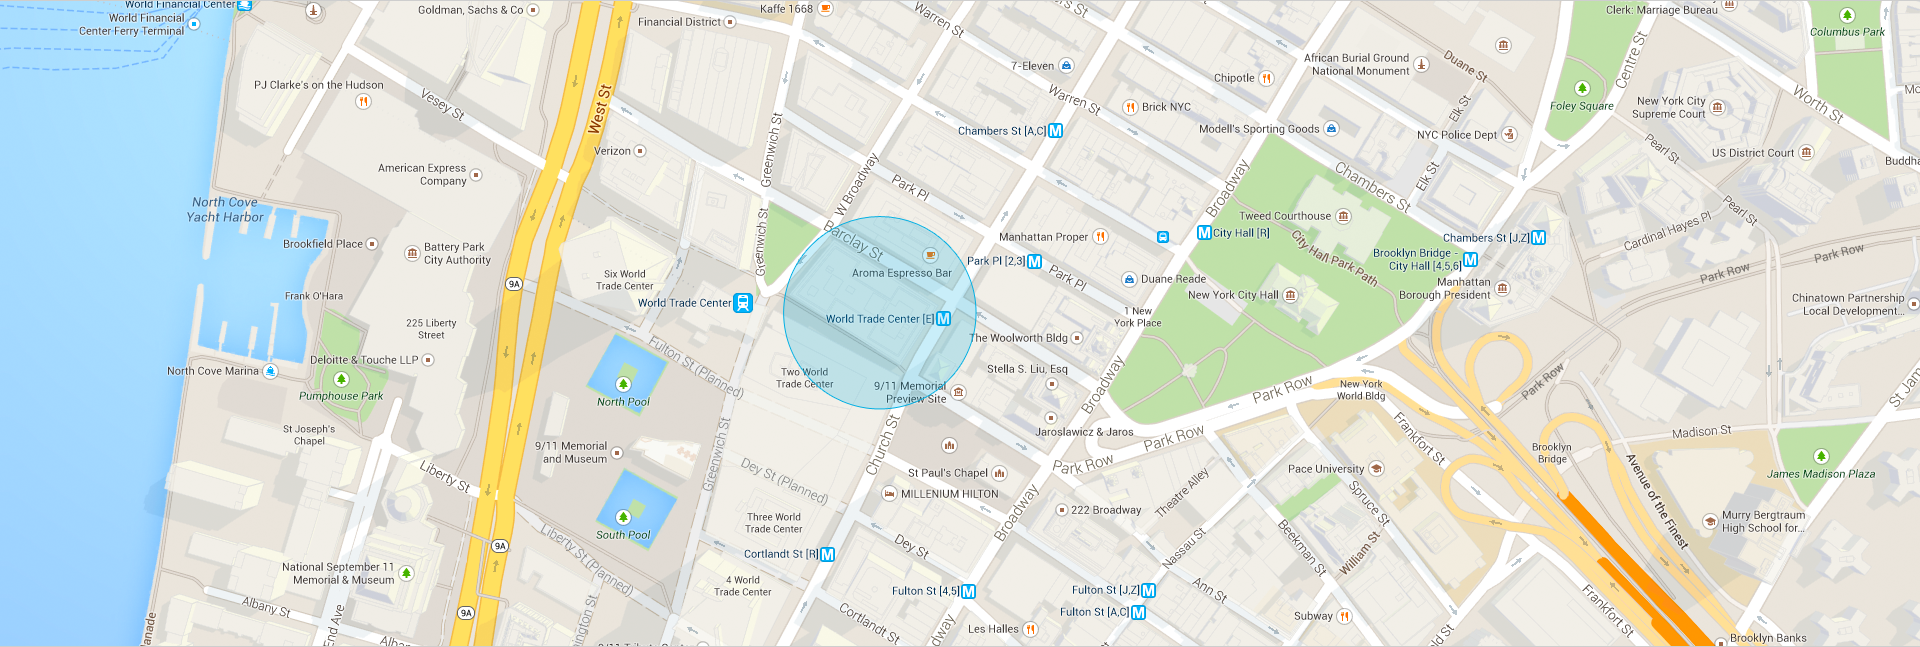 World Financial Center
World Financial
Center Ferry Terminal
Goldman, Sachs & Co
Financial District
Kaffe 1668
Warren St
7-Eleven
Warren St
Chipotle
African Burial Ground
National Monument
Duane St
Clerk: Marriage Bureau
Centre St
Columbus Park
PJ Clarke's on the Hudson
Vesey St
West St
Verizon
Greenwich St
Chambers St [A,C]
Brick NYC
Modell's Sporting Goods
NYC Police Dept
Elk St
Foley Square
New York City
Supreme Court
Worth St
Pearl St
US District Court
American Express
Company
W Broadway
Park Pl
Broadway
Chambers St
Elk St
Pearl St
Cardinal Hayes Pl
North Cove
Yacht Harbor
Brookfield Place
Battery Park
City Authority
Greenwich St
Barclay St
Aroma Espresso Bar
Manhattan Proper
Park Pl [2,3]
Park Pl
City Hall [R]
Tweed Courthouse
City Hall Park Path
Chambers St [J,Z]
Brooklyn Bridge -
City Hall [4,5,6]
Manhattan
Borough President
Park Row
Park Row
Six World
Trade Center
9A
World Trade Center
World Trade Center [E]
Duane Reade
New York City Hall
1 New
York Place
Chinatown Partnership
Local Development...
Frank O'Hara
225 Liberty
Street
Deloitte & Touche LLP
North Cove Marina
Pumphouse Park
Fulton St (Planned)
North Pool
Two World
Trade Center
9/11 Memorial
Preview Site
The Woolworth Bldg
Stella S. Liu, Esq
Broadway
Park Row
New York
World Bldg
Park Row
St Joseph's
Chapel
9/11 Memorial
and Museum
Church St
Jaroslawicz & Jaros
Park Row
Park Row
Frankfort St
Brooklyn
Bridge
Madison St
James Madison Plaza
Liberty St
Greenwich St
Dey St (Planned)
St Paul's Chapel
MILLENIUM HILTON
Broadway
222 Broadway
Theatre Alley
Pace University
Spruce St
Avenue of the Finest
Murry Bergtraum
High School for...
South Pool
Three World
Trade Center
Cortlandt St [R]
Dey St
Nassau St
Beekman St
William St
9A
Liberty St (Planned)
National September 11
Memorial & Museum
4 World
Trade Center
Fulton St [4,5]
Fulton St [J,Z]
Fulton St [A,C]
Ann St
Frankfort St
Albany St
End Ave
9A
Cortlandt St
Les Halles
Subway
Brooklyn Banks